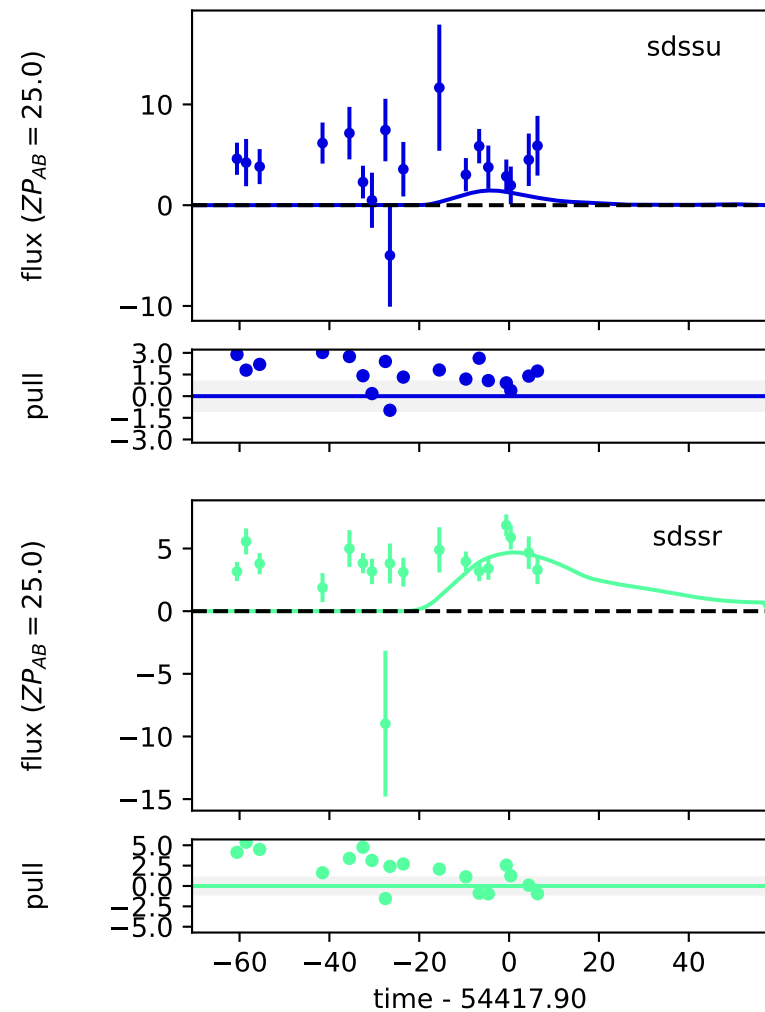 sdssu
flux (ZP_AB = 25.0)
10
0
−10
pull
3.0
1.5
0.0
−1.5
−3.0
sdssr
flux (ZP_AB = 25.0)
5
0
−5
−10
−15
pull
5.0
2.5
0.0
−2.5
−5.0
−60 −40 −20 0 20 40
time - 54417.90